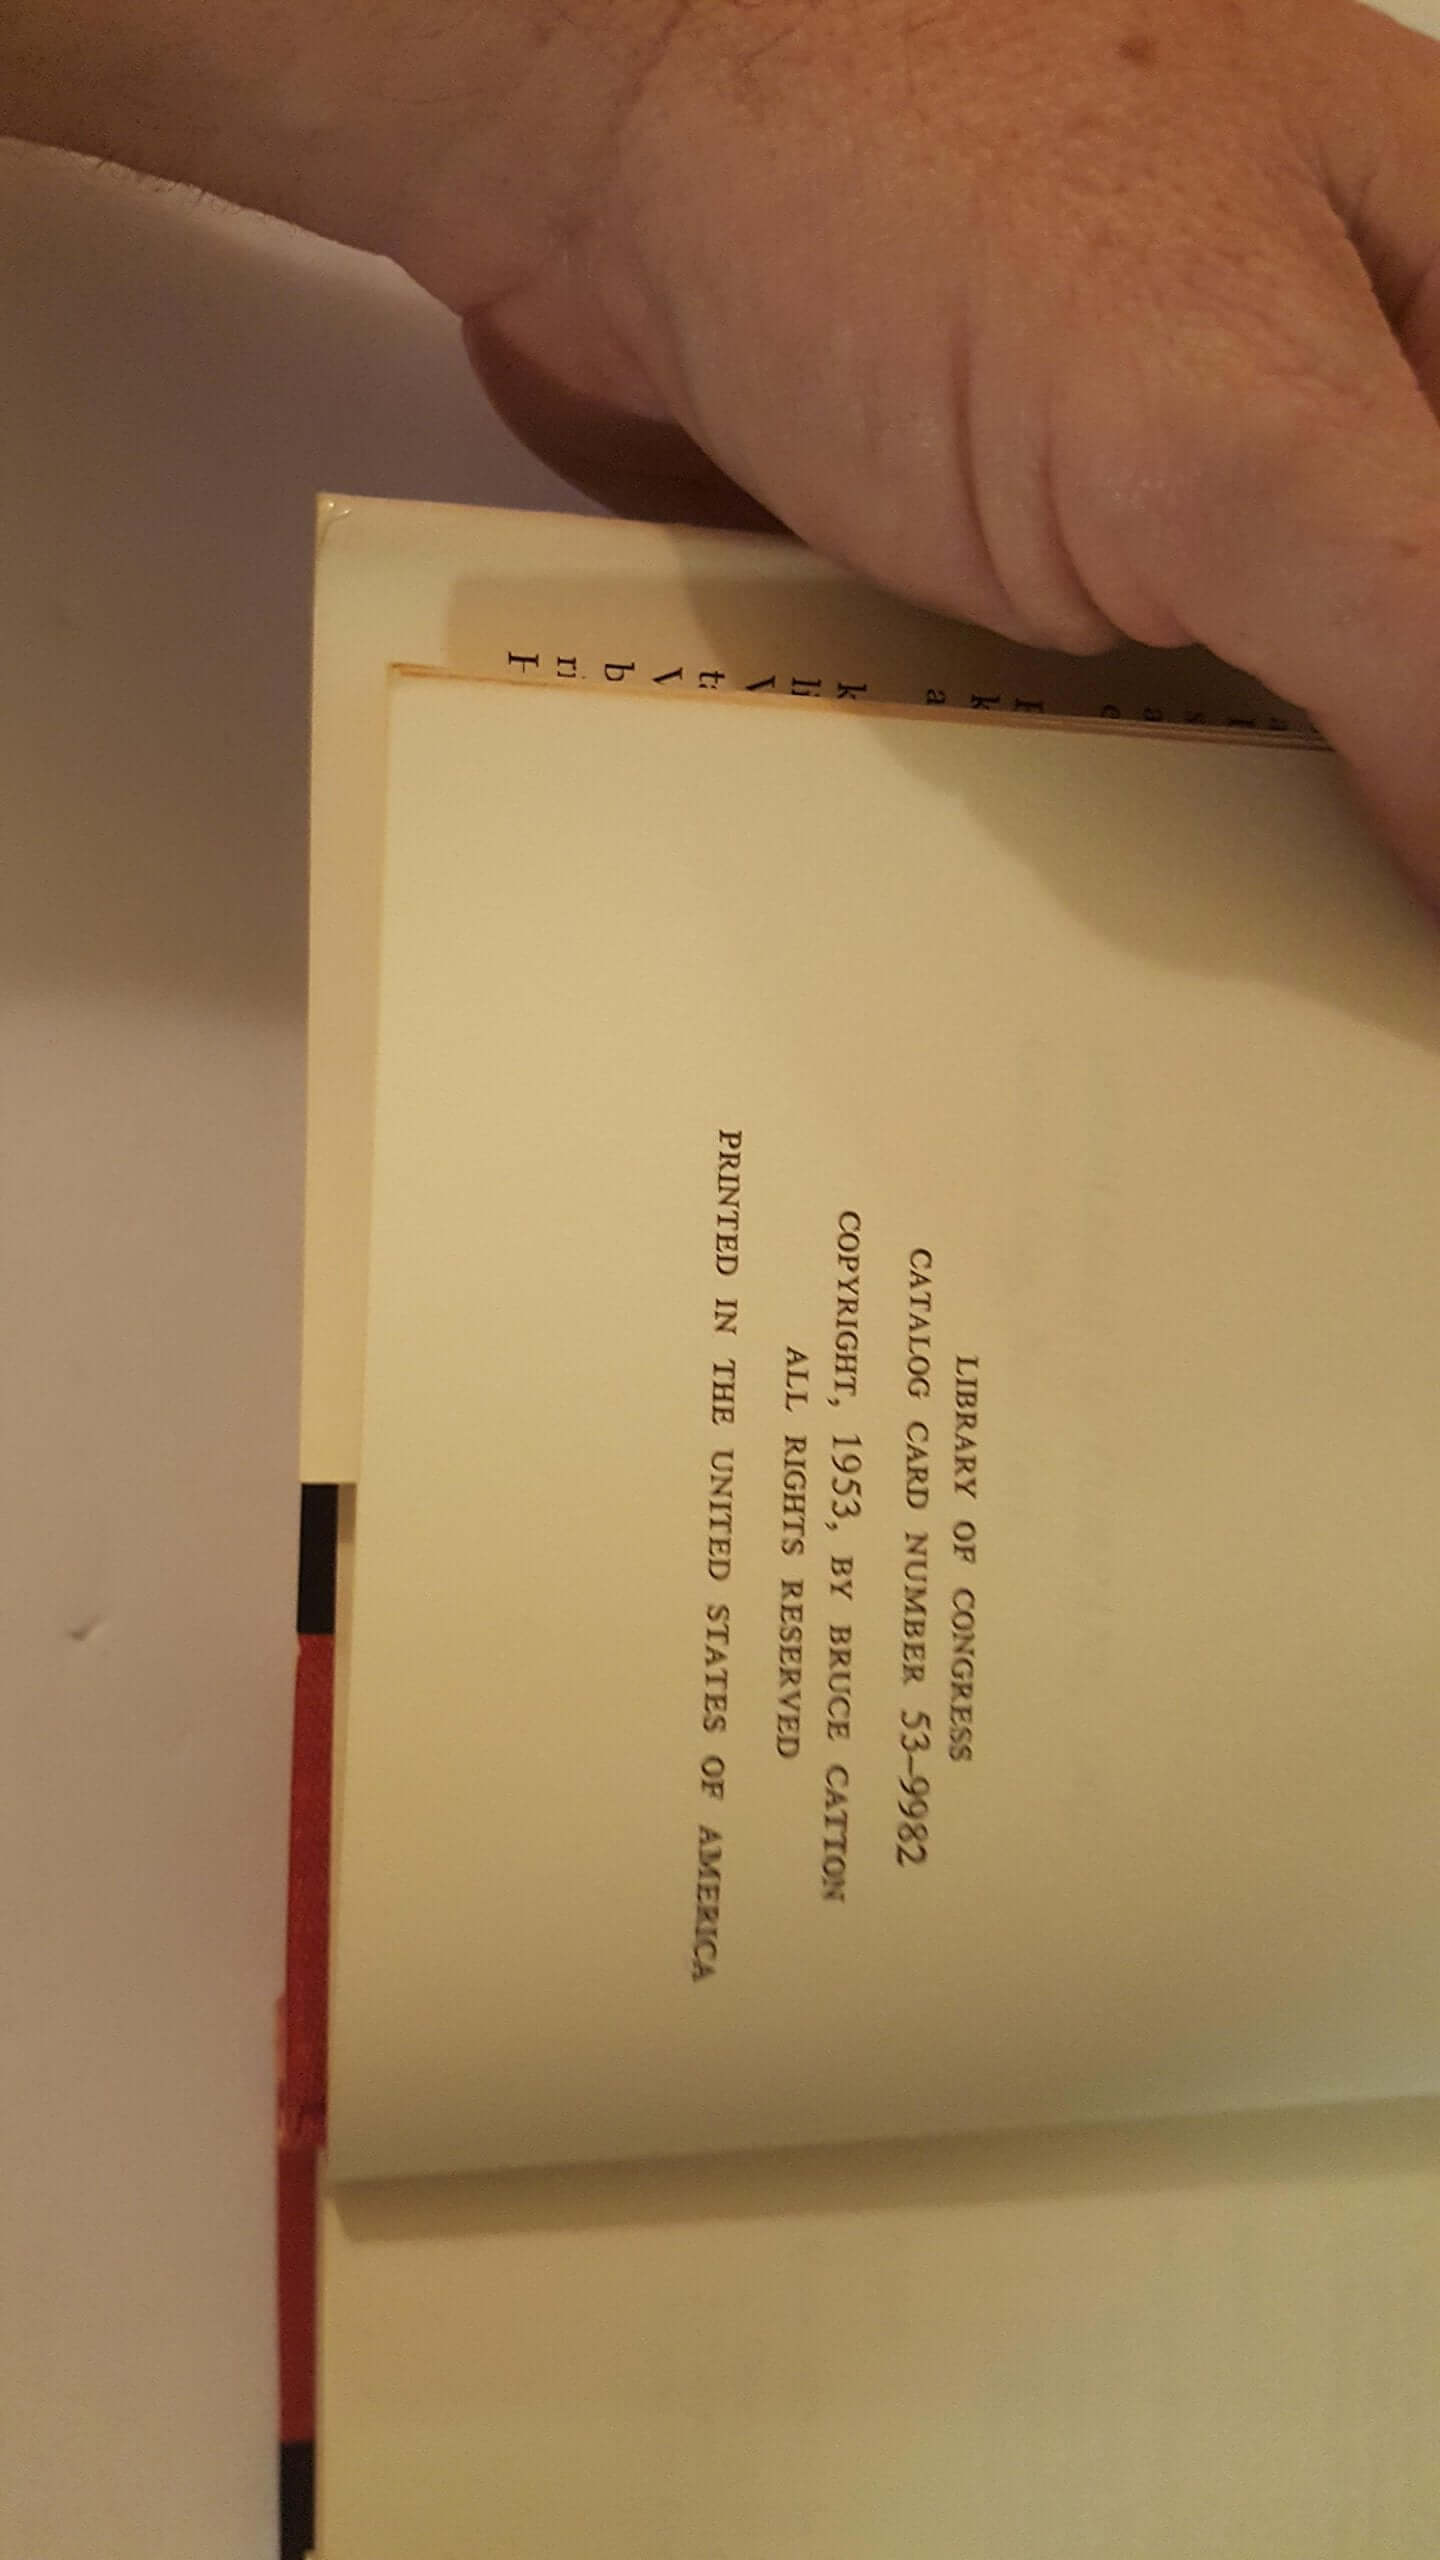 LIBRARY OF CONGRESS
CATALOG CARD NUMBER 53–9982
COPYRIGHT, 1953, BY BRUCE CATTON
ALL RIGHTS RESERVED
PRINTED IN THE UNITED STATES OF AMERICA